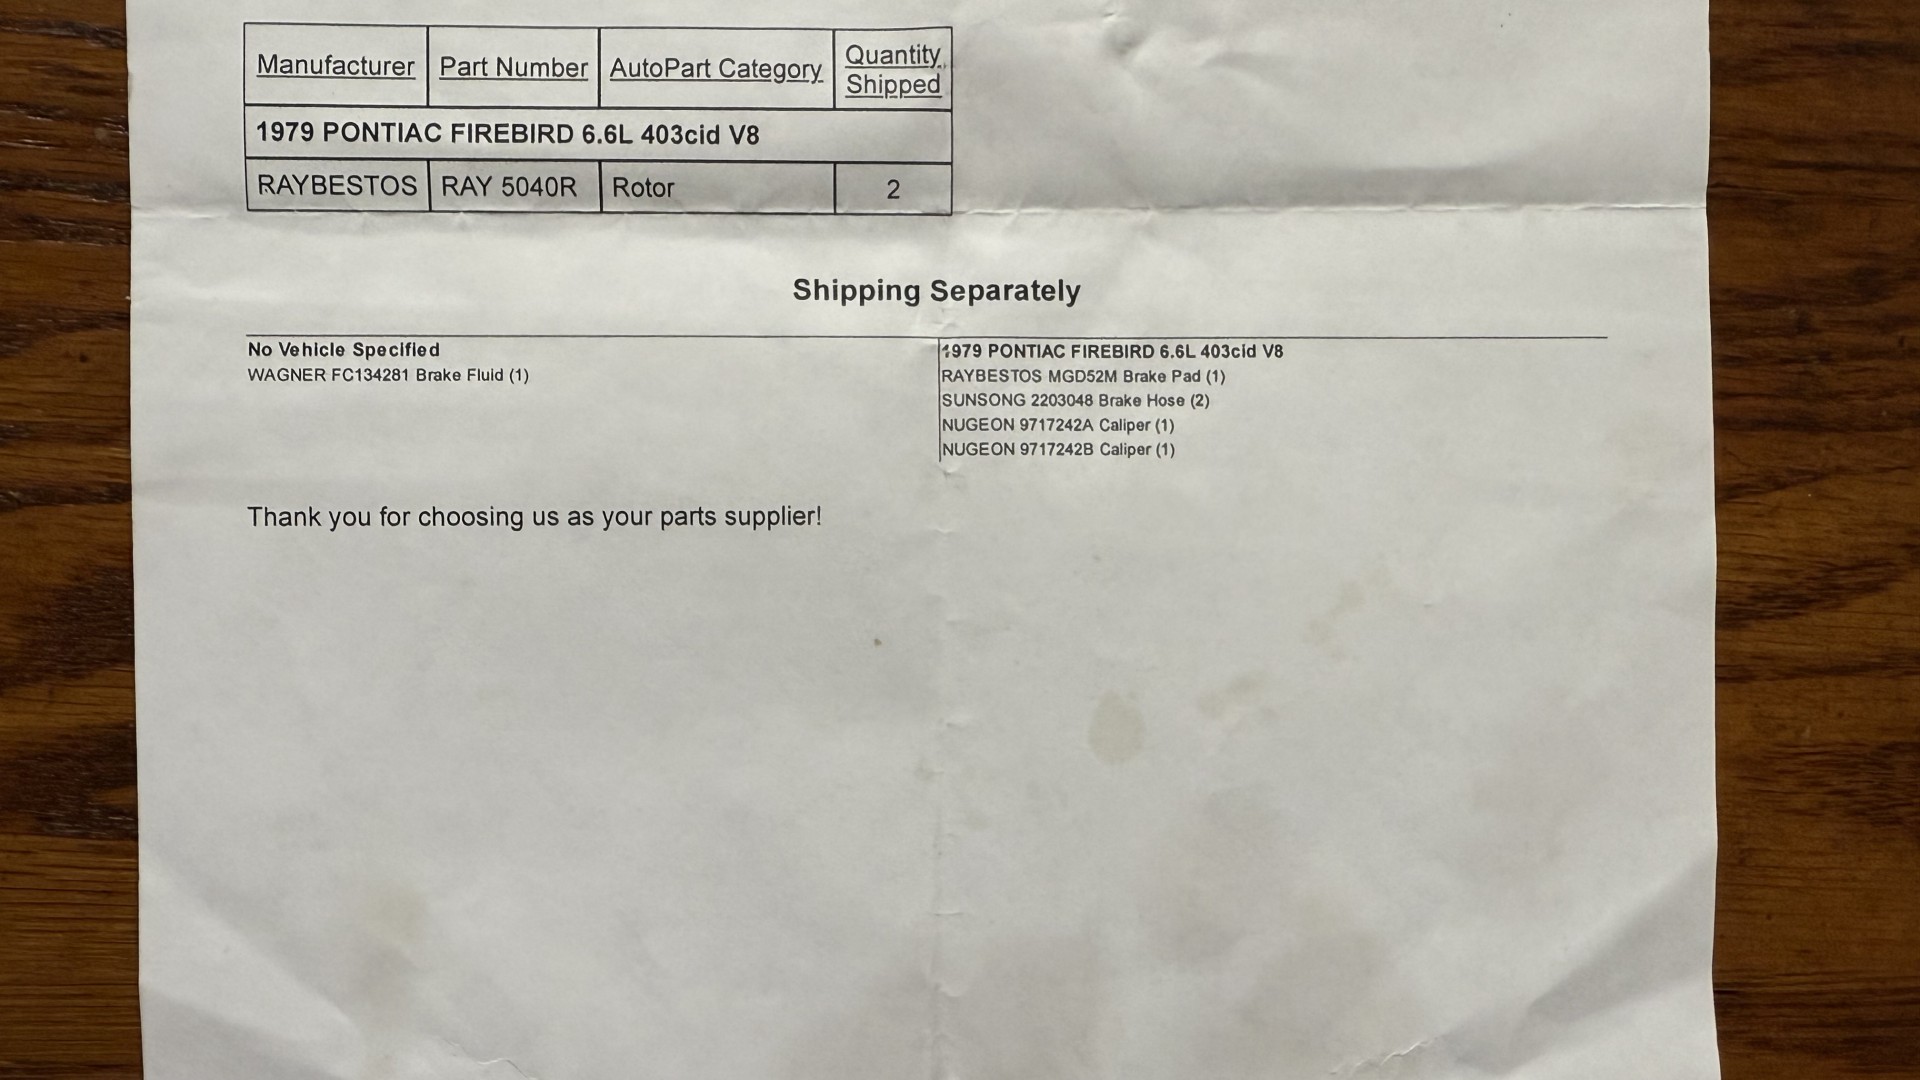 Manufacturer Part Number AutoPart Category Quantity Shipped
1979 PONTIAC FIREBIRD 6.6L 403cid V8
RAYBESTOS RAY 5040R Rotor 2
Shipping Separately
No Vehicle Specified
WAGNER FC134281 Brake Fluid (1)
1979 PONTIAC FIREBIRD 6.6L 403cid V8
RAYBESTOS MGD52M Brake Pad (1)
SUNSONG 2203048 Brake Hose (2)
NUGEON 9717242A Caliper (1)
NUGEON 9717242B Caliper (1)
Thank you for choosing us as your parts supplier!